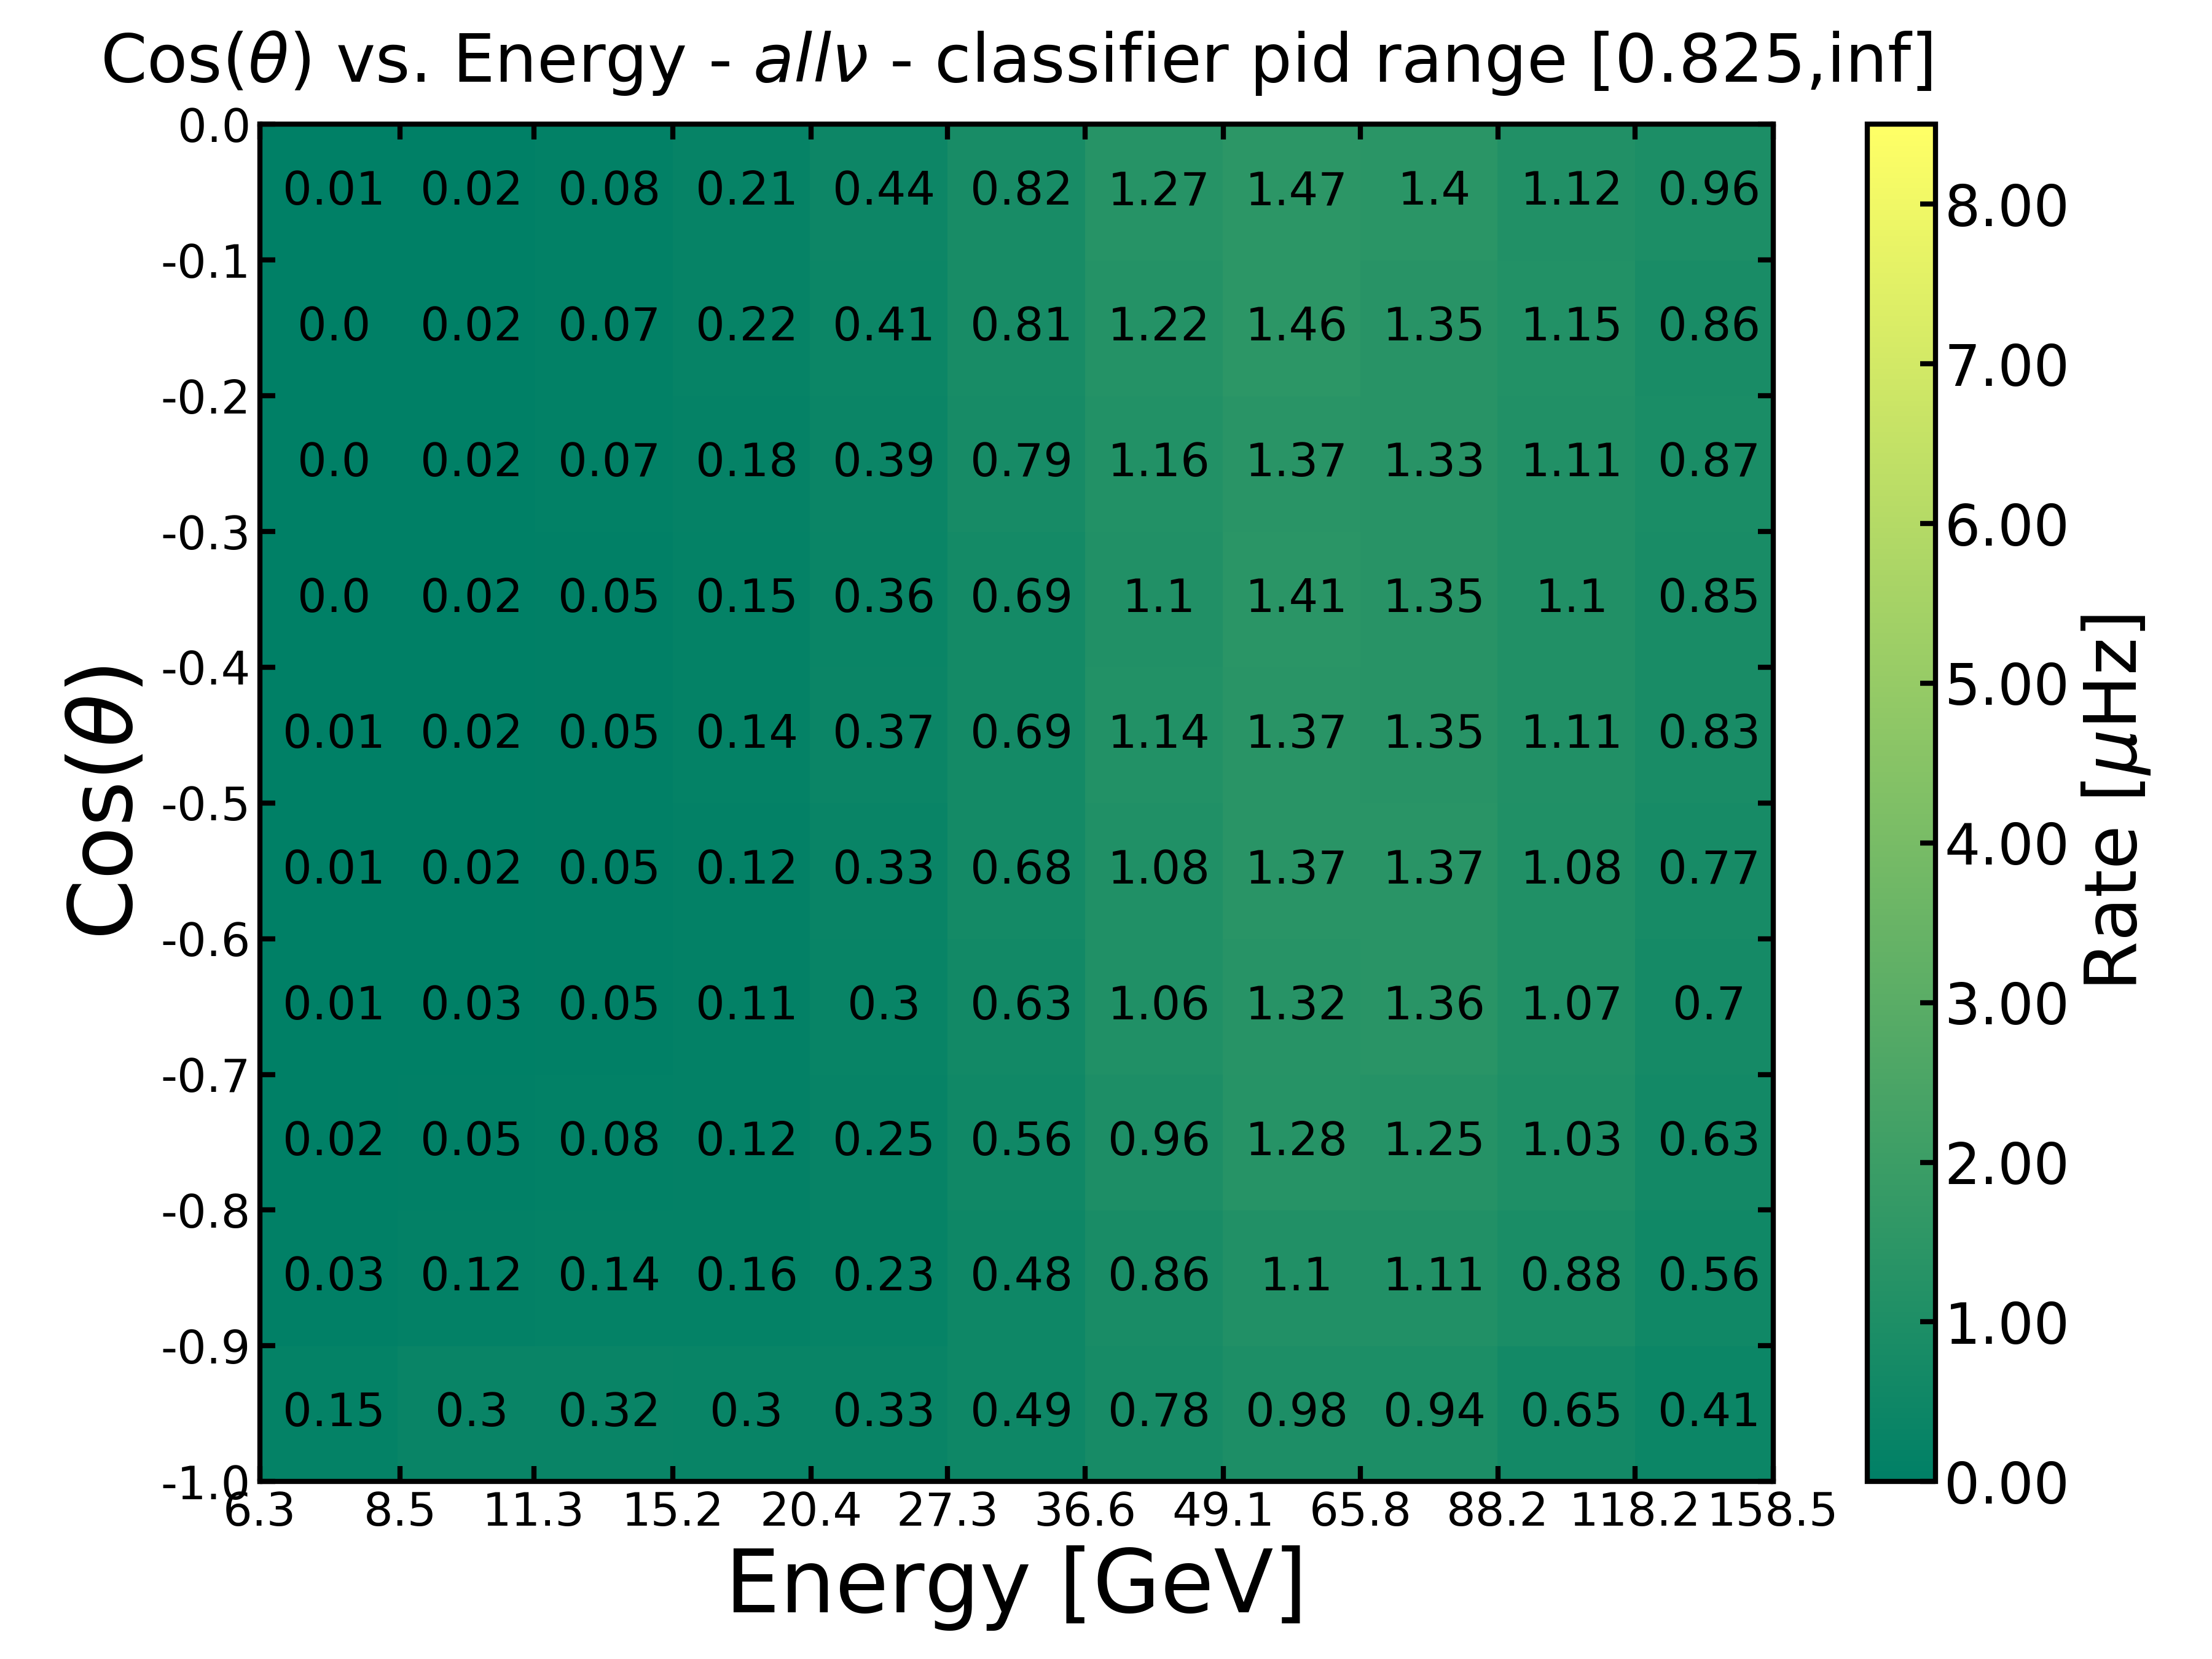 Cos(θ) vs. Energy - allν - classifier pid range [0.825,inf]
0.0
0.01 0.02 0.08 0.21 0.44 0.82 1.27 1.47 1.4 1.12 0.96
-0.1
0.0 0.02 0.07 0.22 0.41 0.81 1.22 1.46 1.35 1.15 0.86
-0.2
0.0 0.02 0.07 0.18 0.39 0.79 1.16 1.37 1.33 1.11 0.87
-0.3
0.0 0.02 0.05 0.15 0.36 0.69 1.1 1.41 1.35 1.1 0.85
-0.4
0.01 0.02 0.05 0.14 0.37 0.69 1.14 1.37 1.35 1.11 0.83
-0.5
0.01 0.02 0.05 0.12 0.33 0.68 1.08 1.37 1.37 1.08 0.77
-0.6
0.01 0.03 0.05 0.11 0.3 0.63 1.06 1.32 1.36 1.07 0.7
-0.7
0.02 0.05 0.08 0.12 0.25 0.56 0.96 1.28 1.25 1.03 0.63
-0.8
0.03 0.12 0.14 0.16 0.23 0.48 0.86 1.1 1.11 0.88 0.56
-0.9
0.15 0.3 0.32 0.3 0.33 0.49 0.78 0.98 0.94 0.65 0.41
-1.0
6.3 8.5 11.3 15.2 20.4 27.3 36.6 49.1 65.8 88.2 118.2 158.5
Energy [GeV]
Cos(θ)
8.00
7.00
6.00
5.00
4.00
3.00
2.00
1.00
0.00
Rate [μHz]